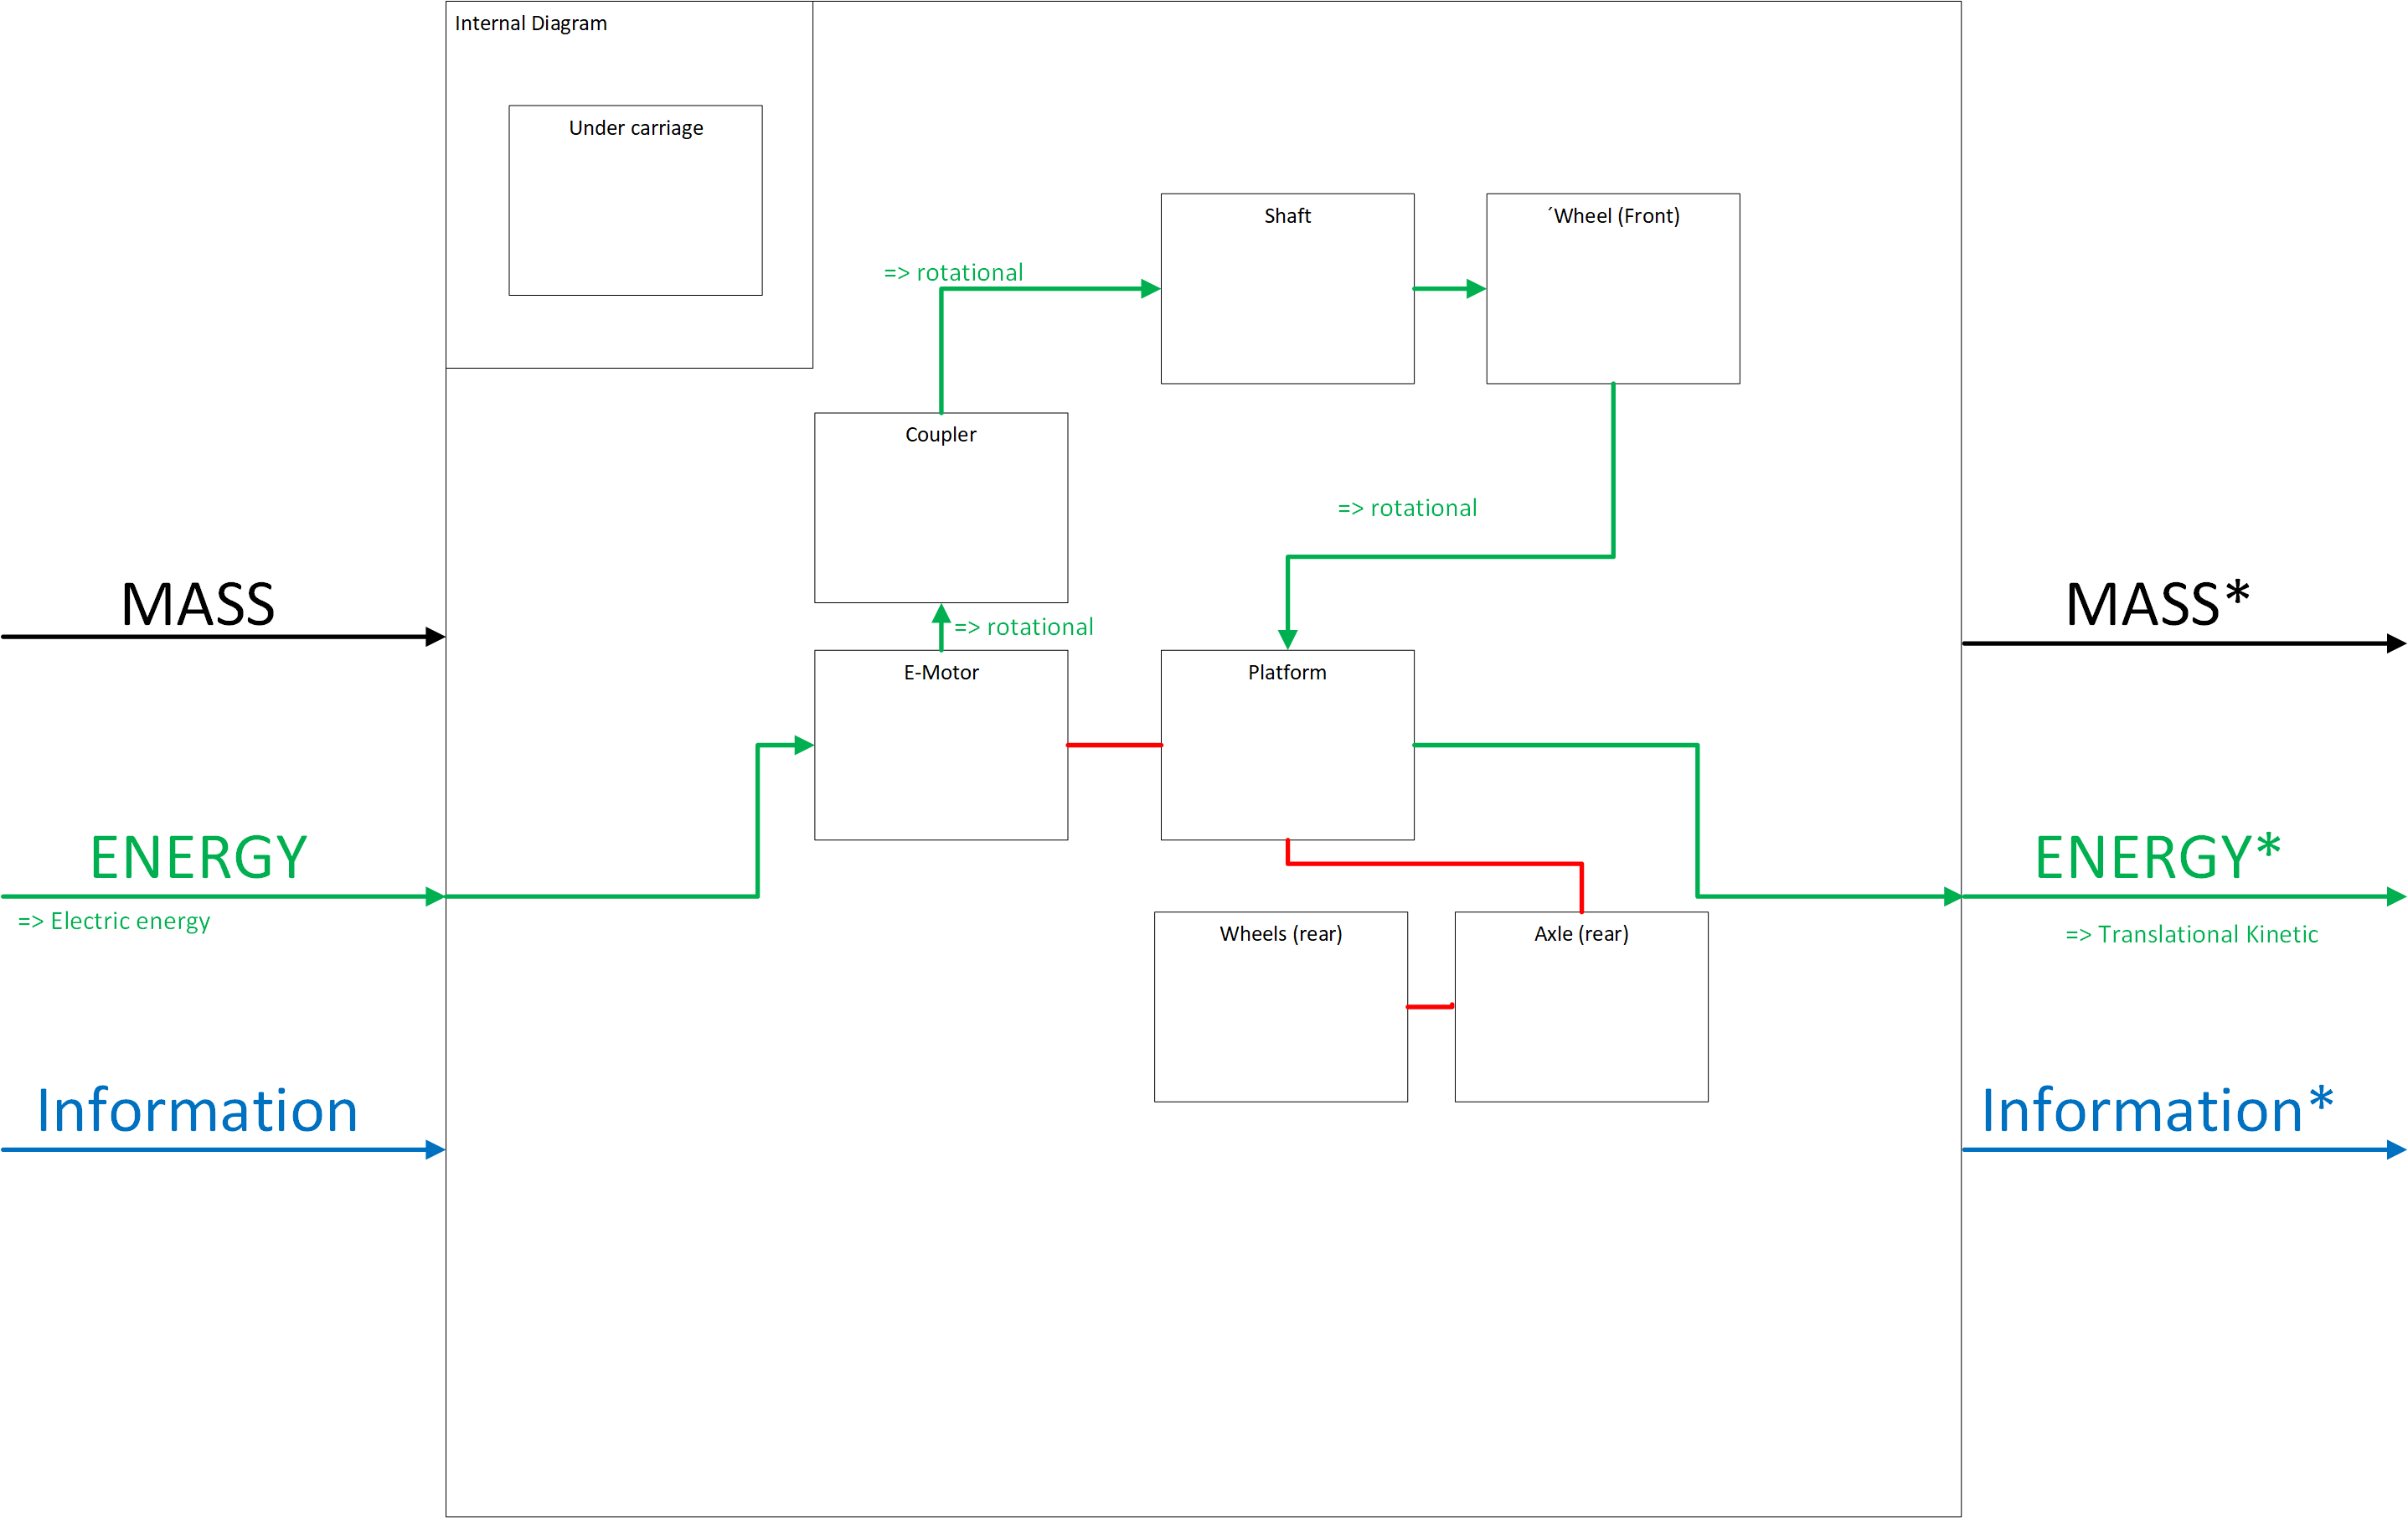 Internal Diagram
Under carriage
Shaft
´Wheel (Front)
=> rotational
Coupler
=> rotational
MASS
MASS*
=> rotational
E-Motor
Platform
ENERGY
ENERGY*
=> Electric energy
=> Translational Kinetic
Wheels (rear)
Axle (rear)
Information
Information*